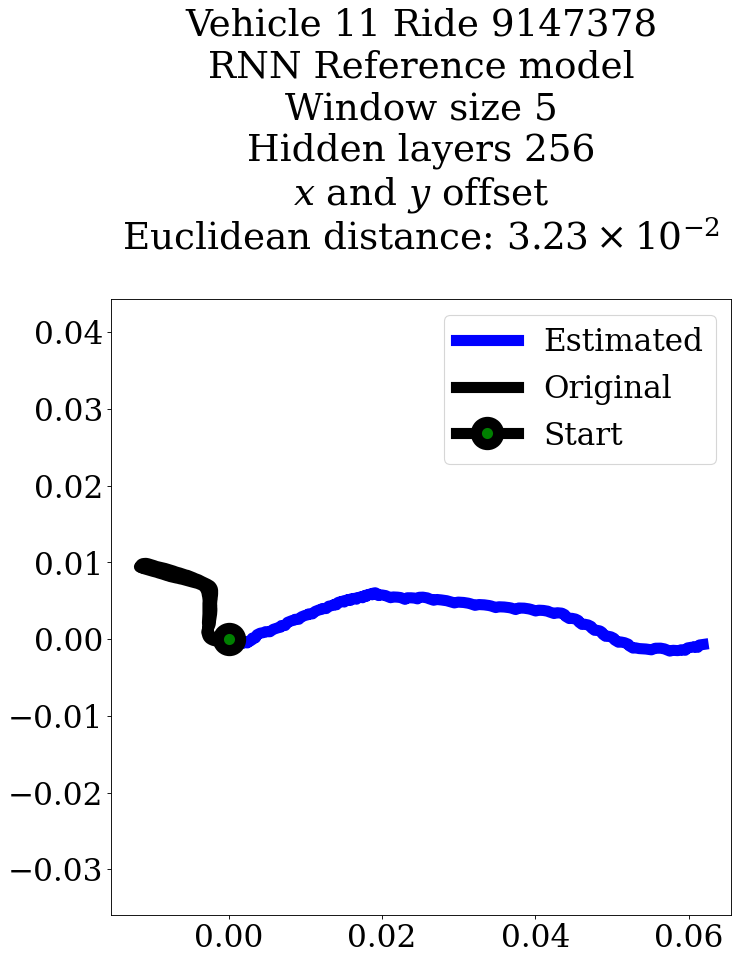 Vehicle 11 Ride 9147378
RNN Reference model
Window size 5
Hidden layers 256
x and y offset
Euclidean distance: 3.23 × 10⁻²
Estimated
Original
Start
0.04
0.03
0.02
0.01
0.00
−0.01
−0.02
−0.03
0.00 0.02 0.04 0.06